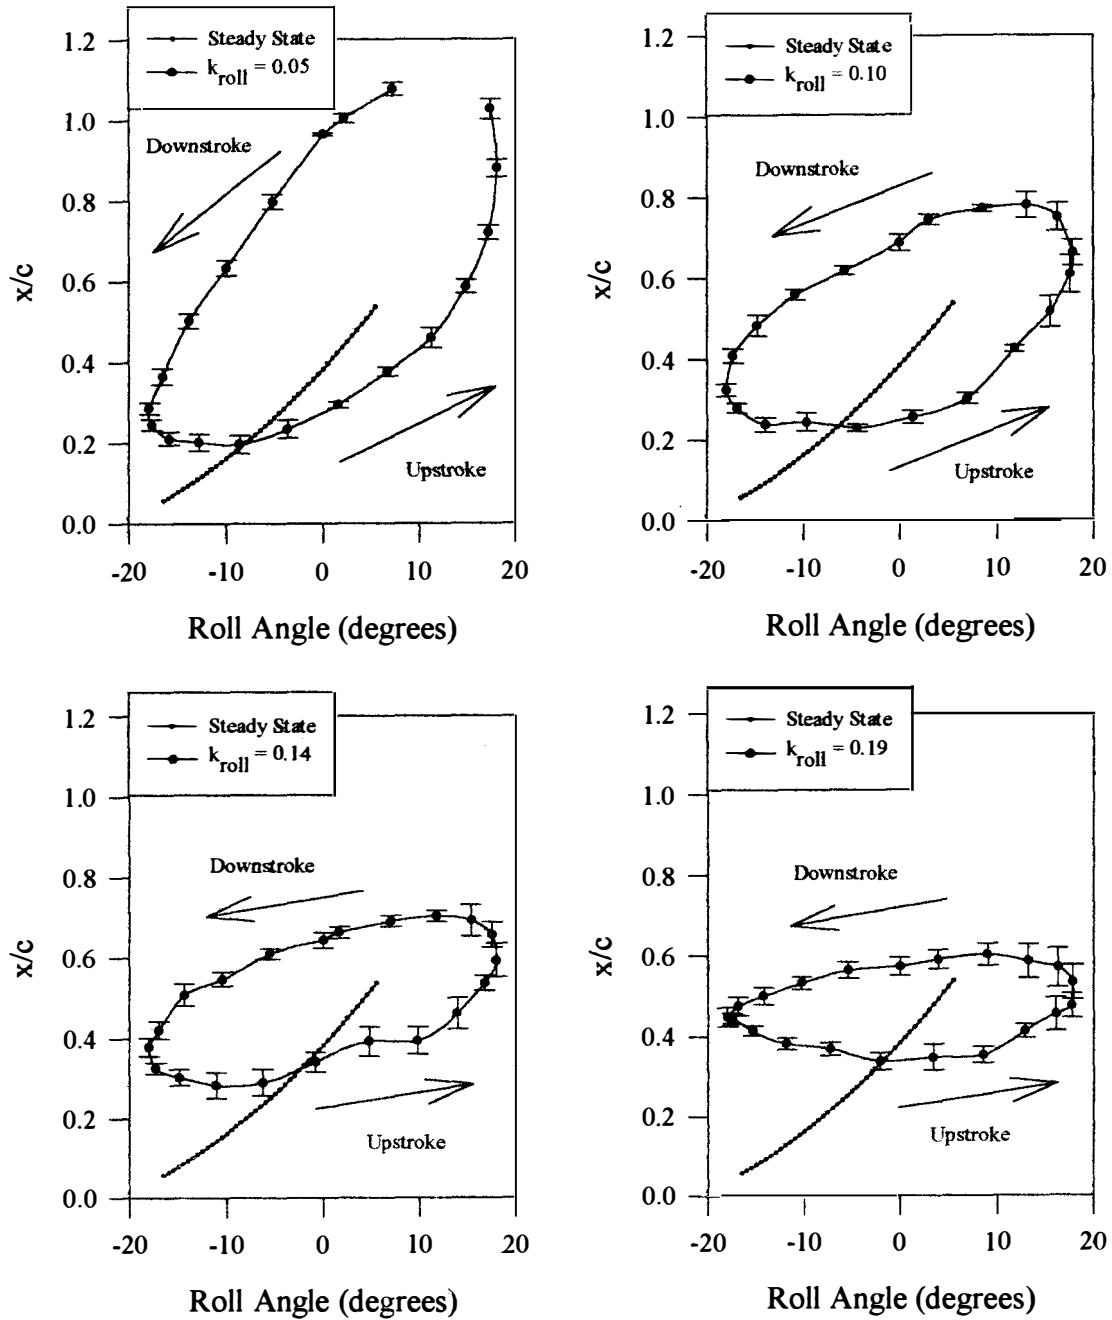 Steady State
k_roll = 0.05
1.2
1.0
0.8
0.6
0.4
0.2
0.0
x/c
Downstroke
Upstroke
-20 -10 0 10 20
Roll Angle (degrees)
Steady State
k_roll = 0.10
1.2
1.0
0.8
0.6
0.4
0.2
0.0
x/c
Downstroke
Upstroke
-20 -10 0 10 20
Roll Angle (degrees)
Steady State
k_roll = 0.14
1.2
1.0
0.8
0.6
0.4
0.2
0.0
x/c
Downstroke
Upstroke
-20 -10 0 10 20
Roll Angle (degrees)
Steady State
k_roll = 0.19
1.2
1.0
0.8
0.6
0.4
0.2
0.0
x/c
Downstroke
Upstroke
-20 -10 0 10 20
Roll Angle (degrees)